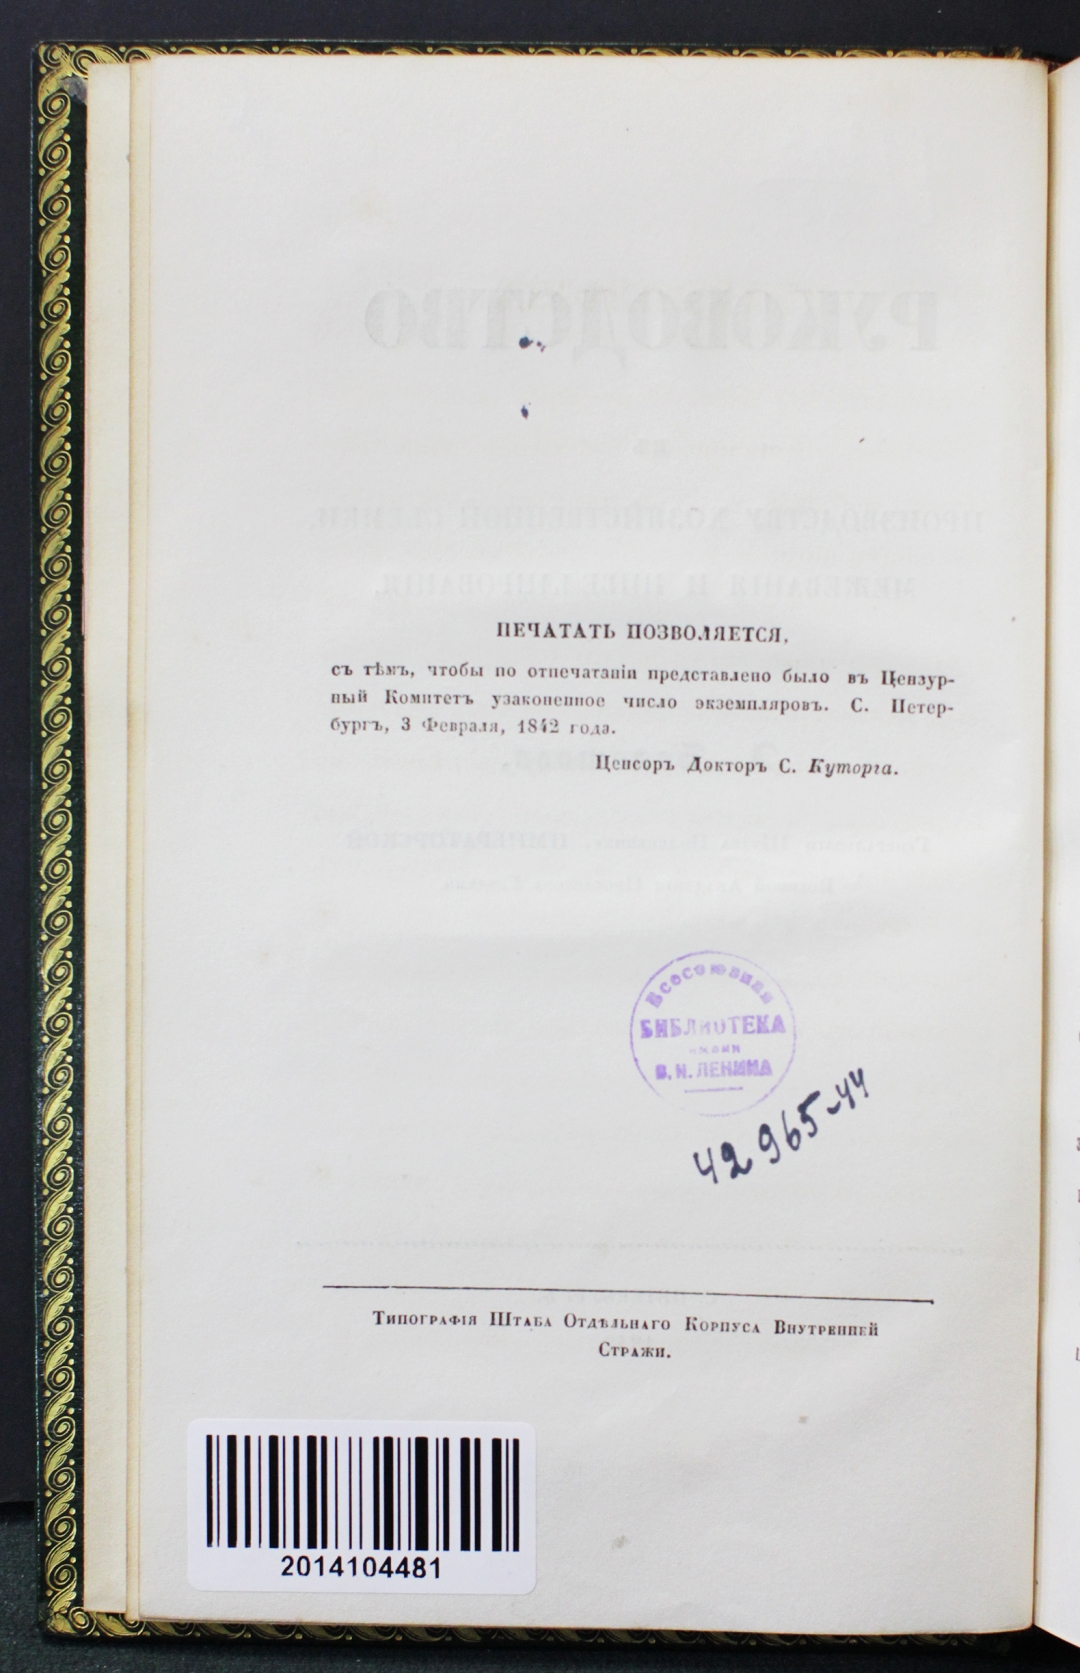 ПЕЧАТАТЬ ПОЗВОЛЯЕТСЯ,
съ тѣмъ, чтобы по отпечатаніи представлено было въ Цензур-
ный Комитетъ узаконенное число экземпляровъ. С. Петер-
бургъ, 3 Февраля, 1842 года.
Ценсоръ Докторъ С. Куторга.
Всесоюзная
БИБЛИОТЕКА
имени
В. И. ЛЕНИНА
42965-44
Типографія Штаба Отдѣльнаго Корпуса Внутренней
Стражи.
2014104481